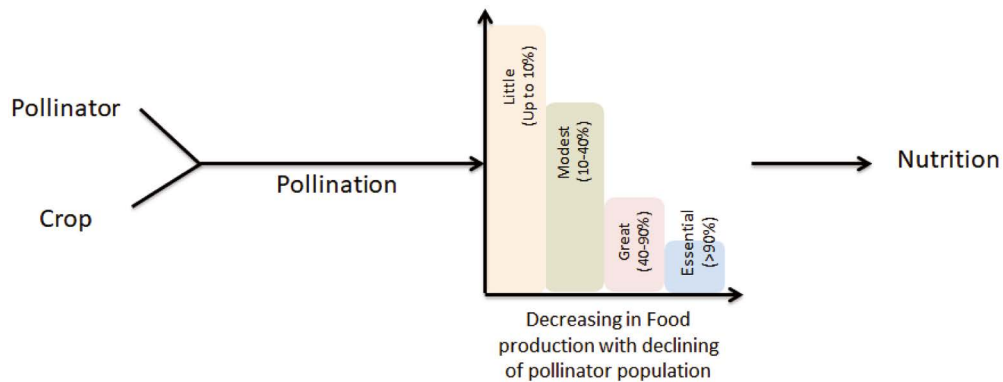 Pollinator
Crop
Pollination
Little
(Up to 10%)
Modest
(10-40%)
Great
(40-90%)
Essential
(>90%)
Decreasing in Food
production with declining
of pollinator population
Nutrition